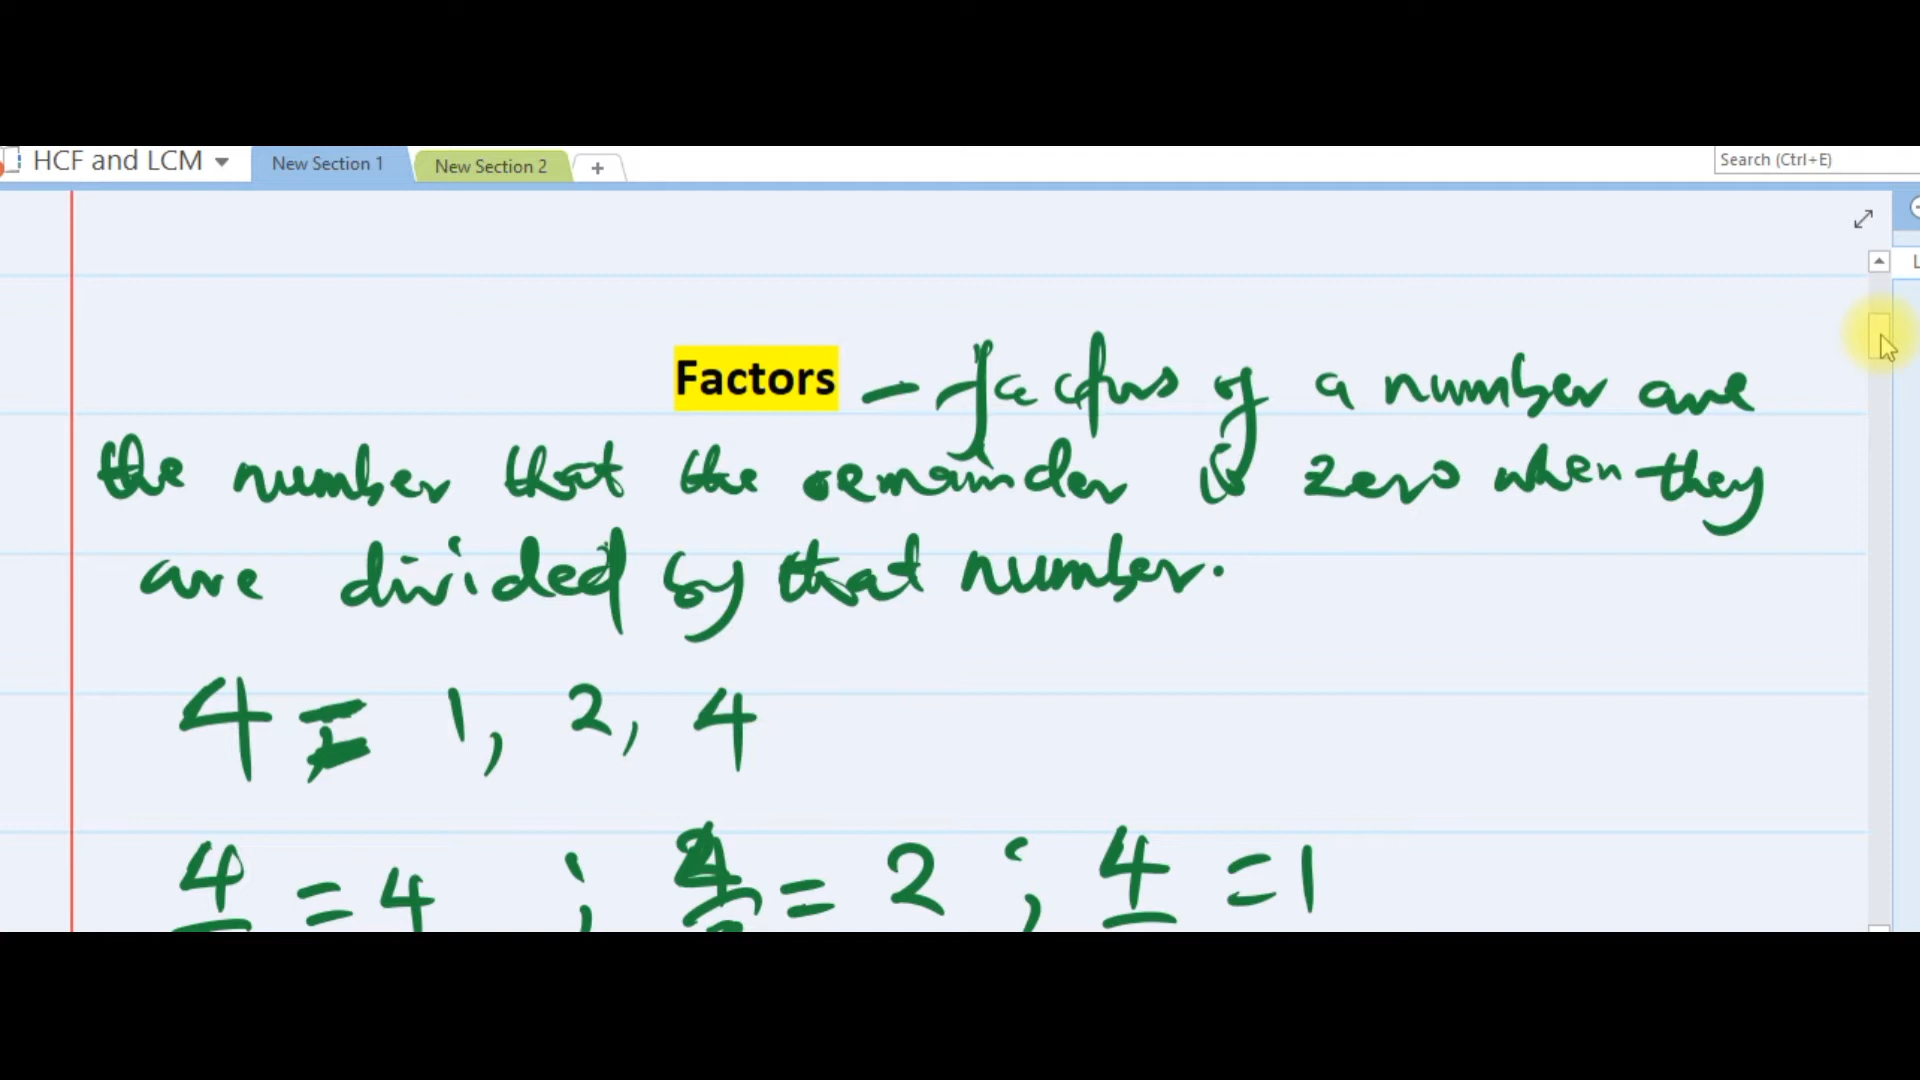 HCF and LCM New Section 1 New Section 2 + Search (Ctrl+E)
Factors - factors of a number are
the number that the remainder is zero when they
are divided by that number.
4 = 1, 2, 4
4 = 4 ; 4 = 2 ; 4 = 1